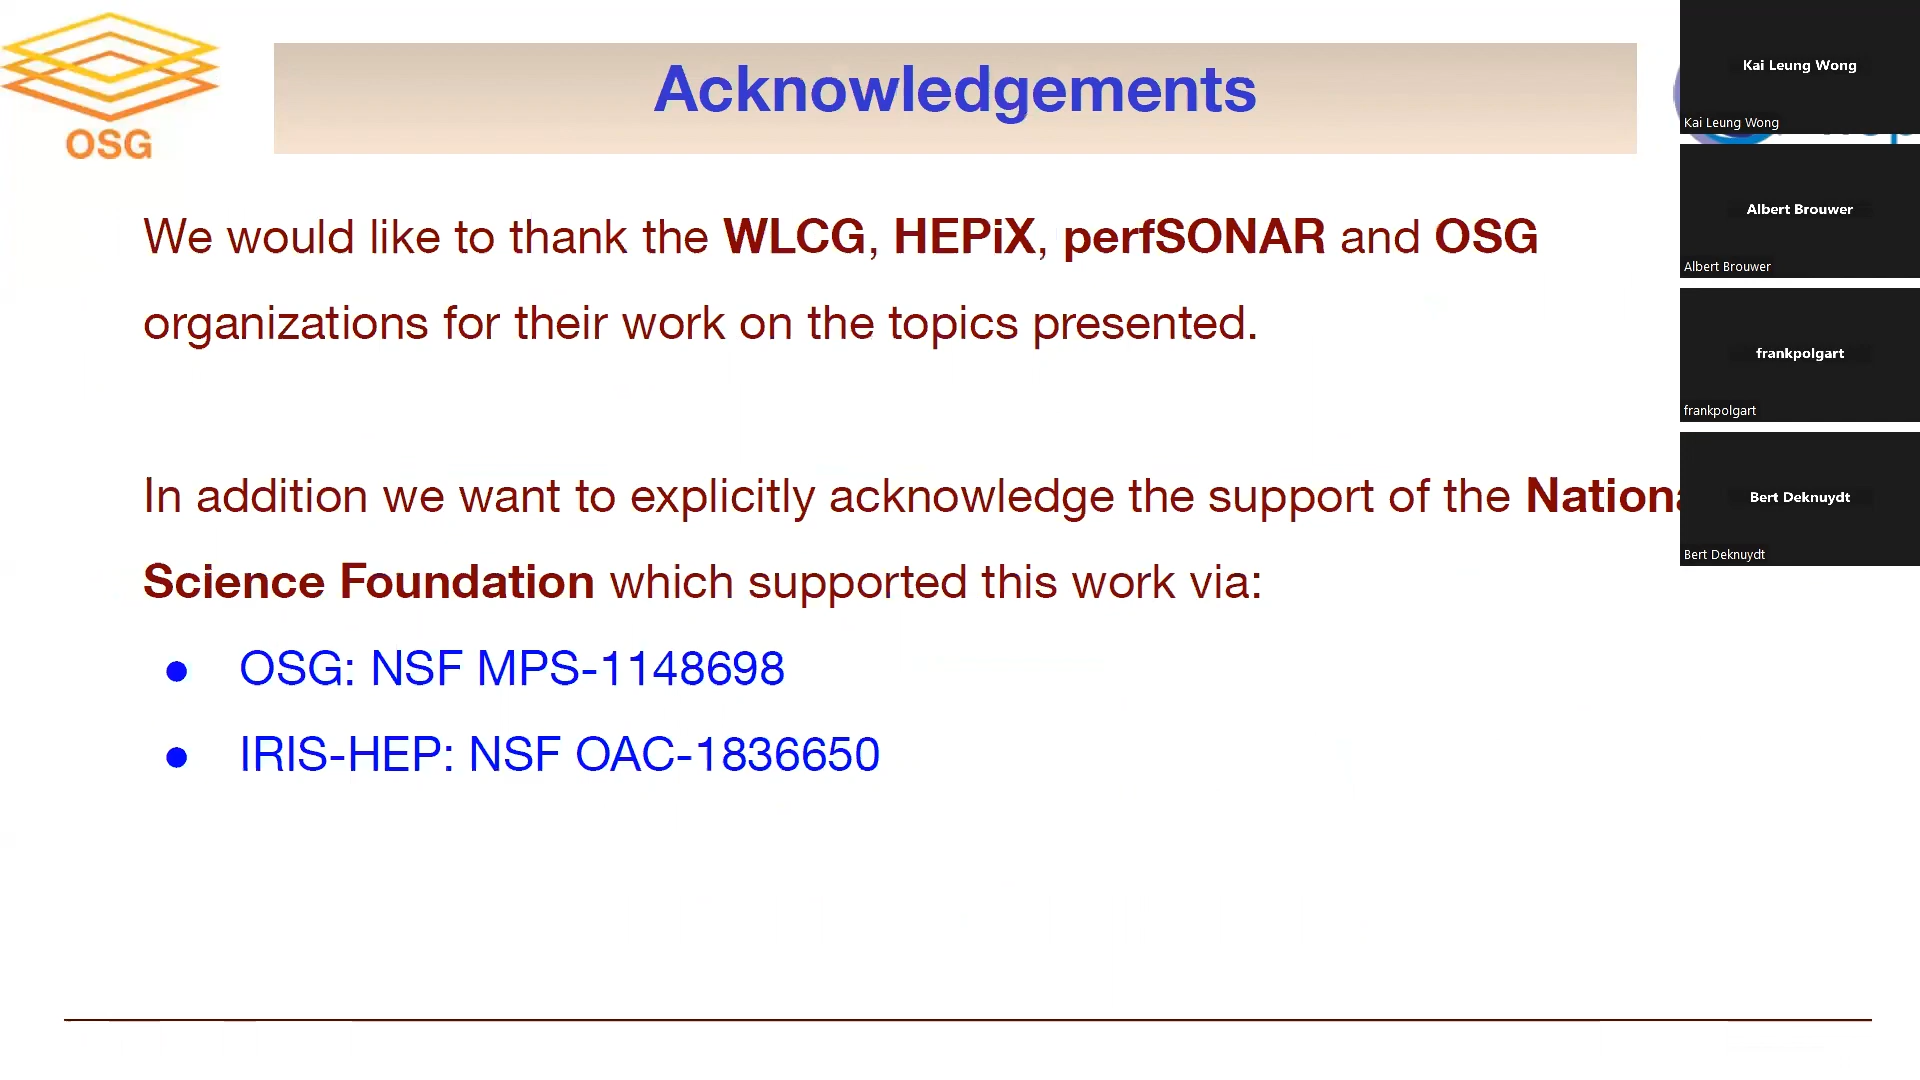 OSG
Acknowledgements
We would like to thank the WLCG, HEPiX, perfSONAR and OSG
organizations for their work on the topics presented.
In addition we want to explicitly acknowledge the support of the
Science Foundation which supported this work via:
● OSG: NSF MPS-1148698
● IRIS-HEP: NSF OAC-1836650
Kai Leung Wong
Kai Leung Wong
Albert Brouwer
Albert Brouwer
frankpolgart
frankpolgart
Bert Deknuydt
Bert Deknuydt